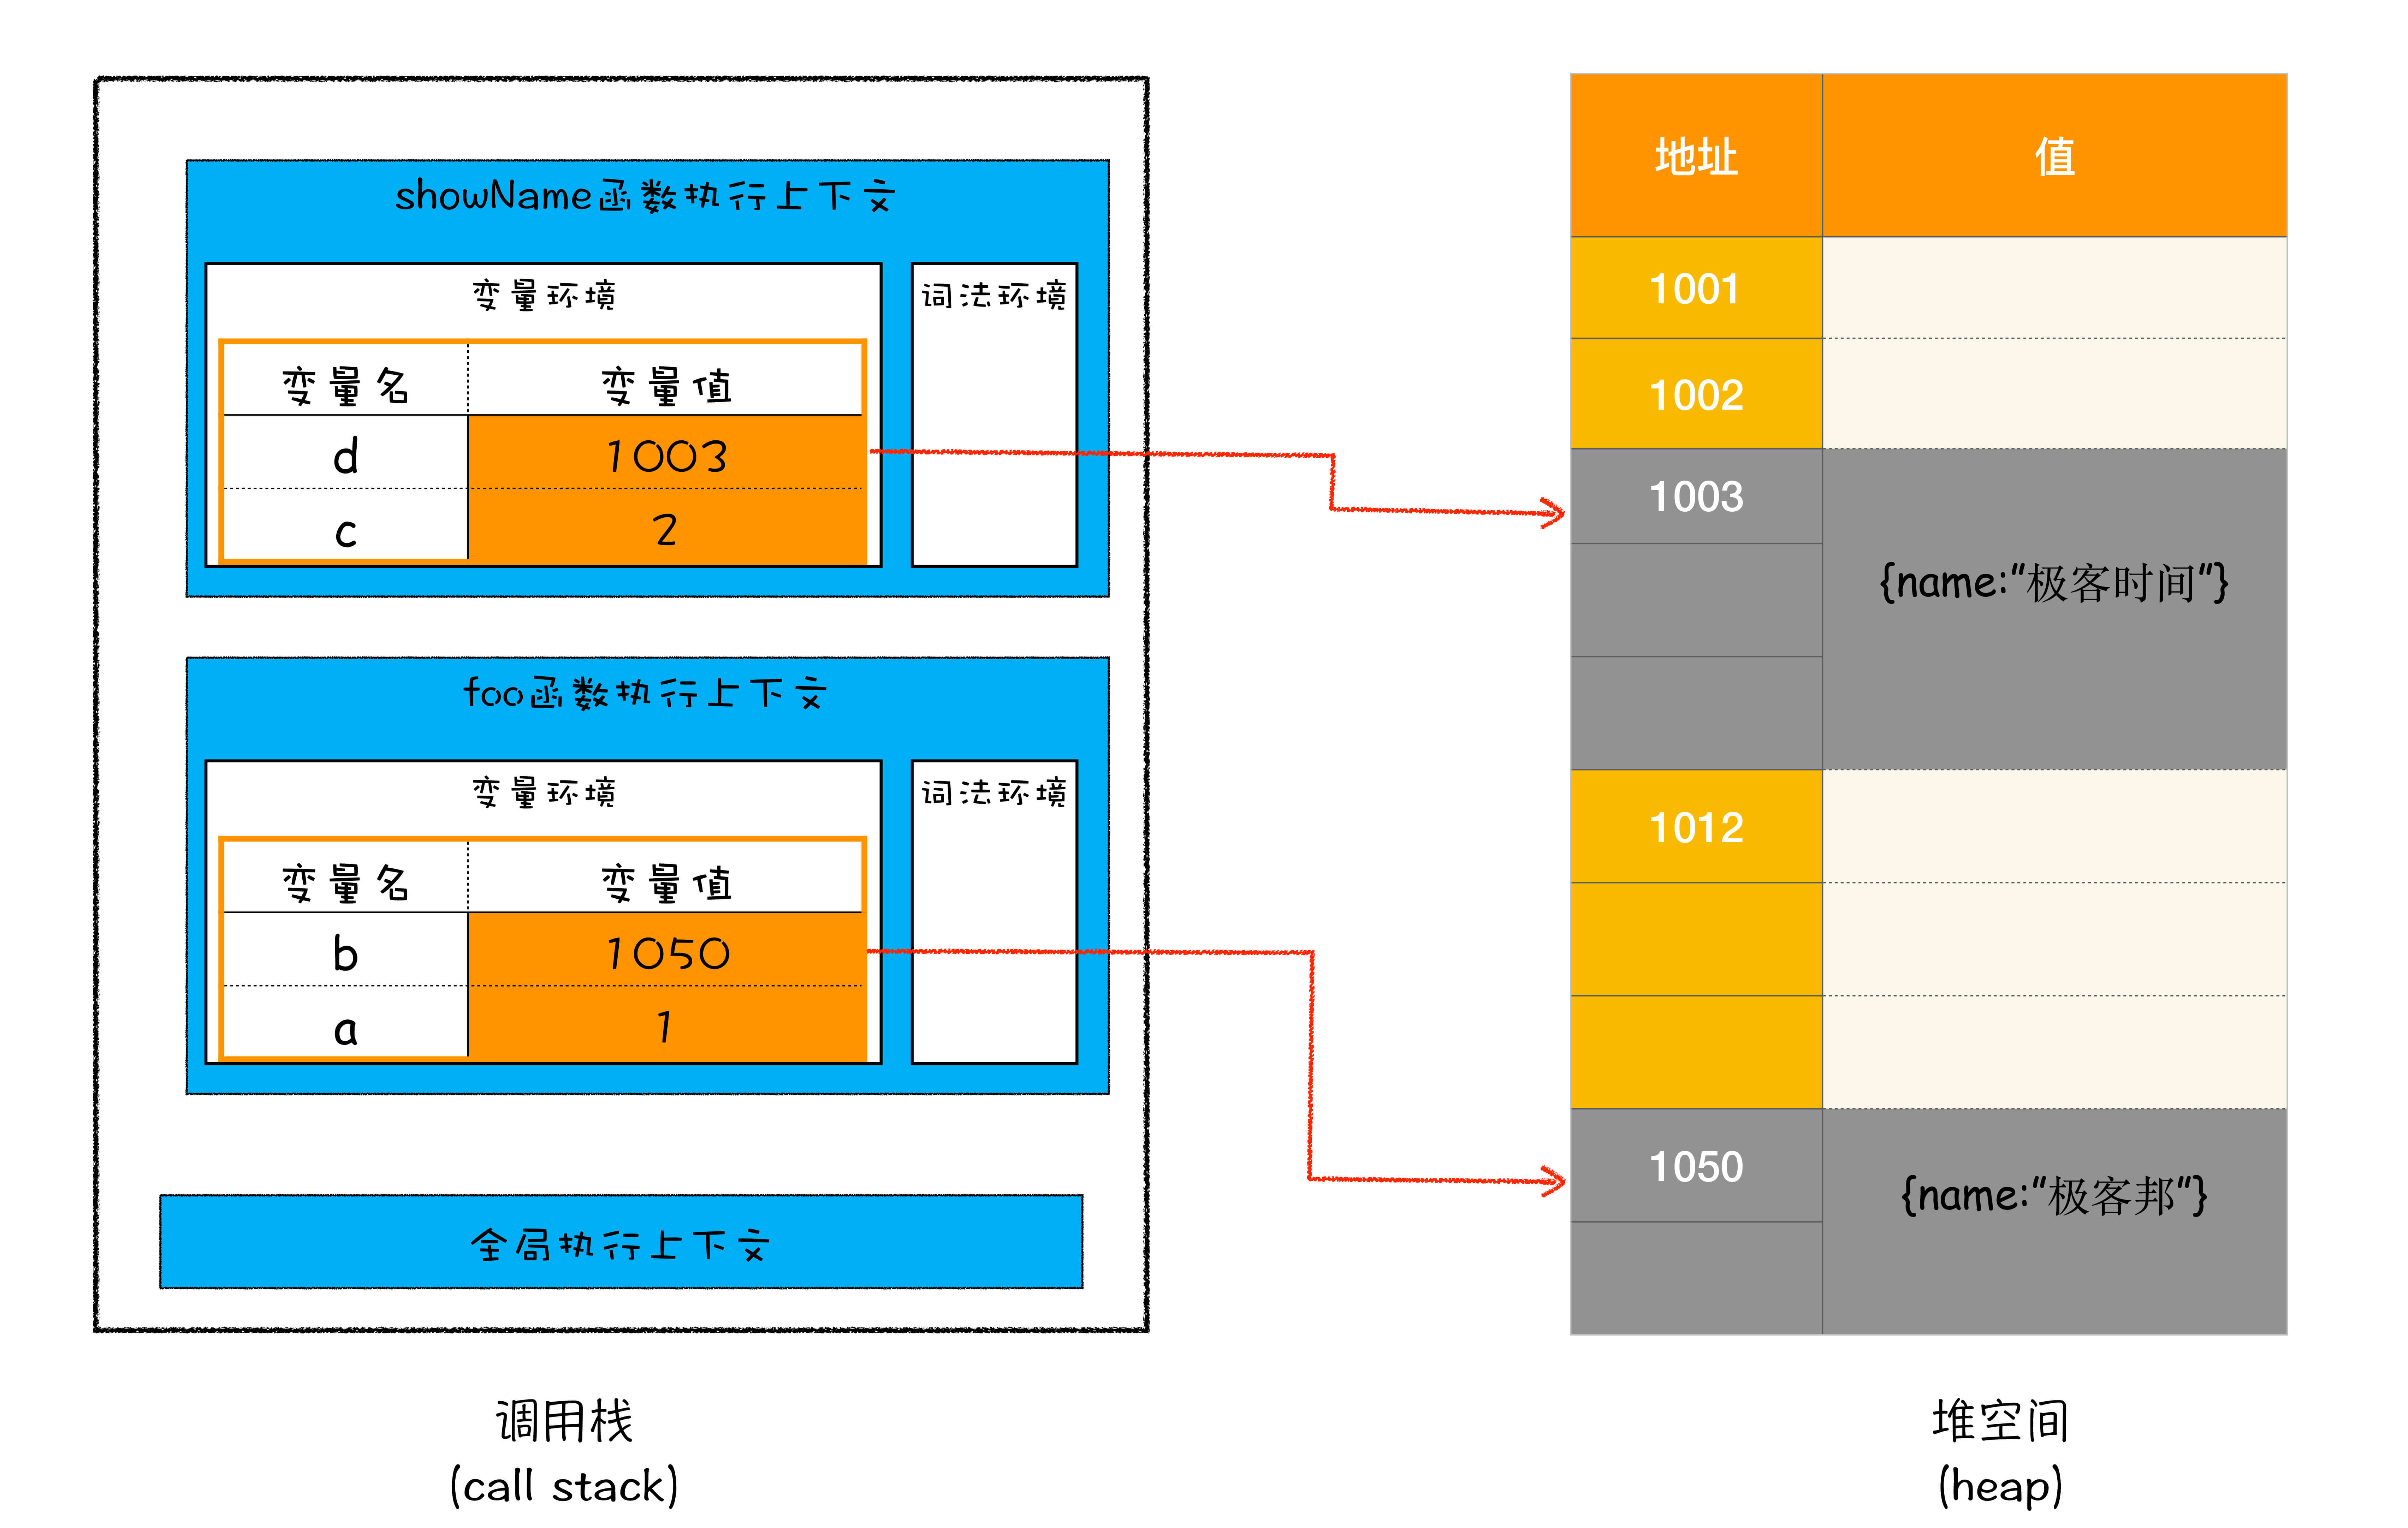 showName函数执行上下文
变量环境
词法环境
变量名 变量值
d 1003
c 2
foo函数执行上下文
变量环境
词法环境
变量名 变量值
b 1050
a 1
全局执行上下文
调用栈
(call stack)
地址 值
1001
1002
1003
{name:"极客时间"}
1012
1050
{name:"极客邦"}
堆空间
(heap)